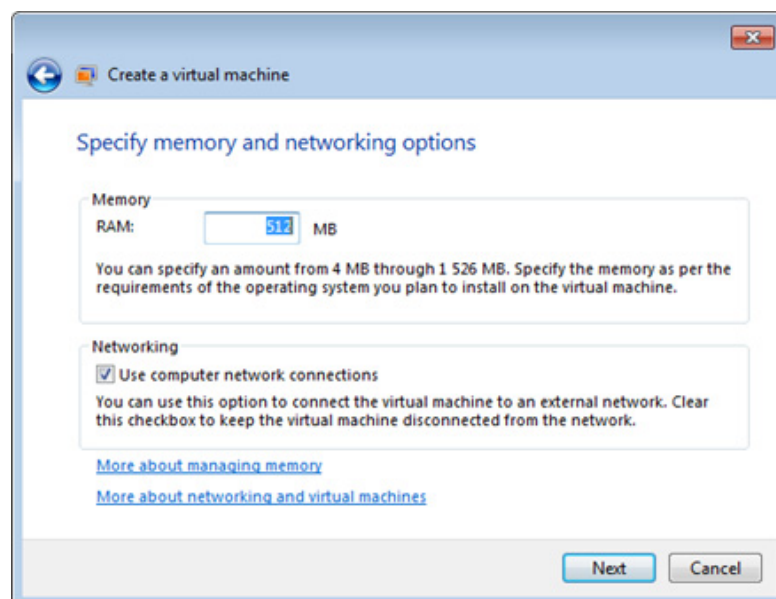 Create a virtual machine
Specify memory and networking options
Memory
RAM: 512 MB
You can specify an amount from 4 MB through 1 526 MB. Specify the memory as per the
requirements of the operating system you plan to install on the virtual machine.
Networking
Use computer network connections
You can use this option to connect the virtual machine to an external network. Clear
this checkbox to keep the virtual machine disconnected from the network.
More about managing memory
More about networking and virtual machines
Next Cancel